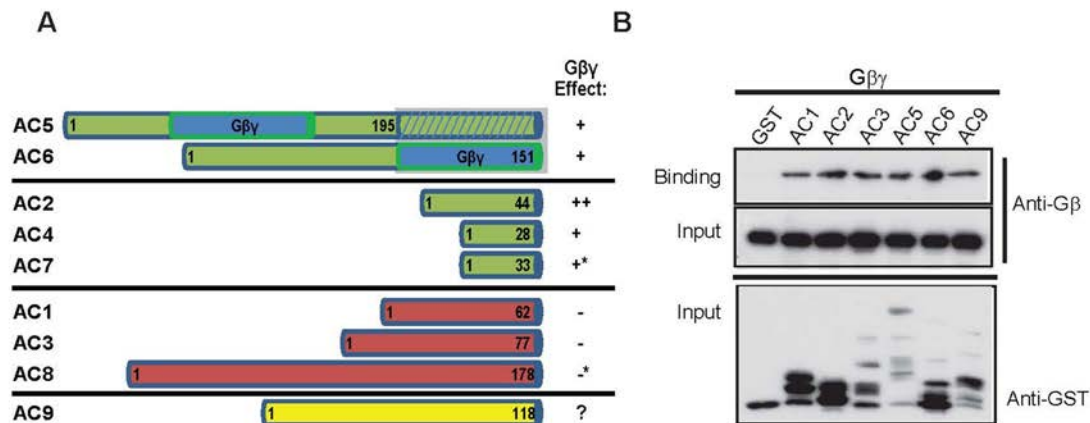 A
Gβγ
Effect:
AC5 1 Gβγ 195 +
AC6 1 Gβγ 151 +
AC2 1 44 ++
AC4 1 28 +
AC7 1 33 +*
AC1 1 62 -
AC3 1 77 -
AC8 1 178 -*
AC9 1 118 ?
B
Gβγ
GST AC1 AC2 AC3 AC5 AC6 AC9
Binding
Anti-Gβ
Input
Input
Anti-GST